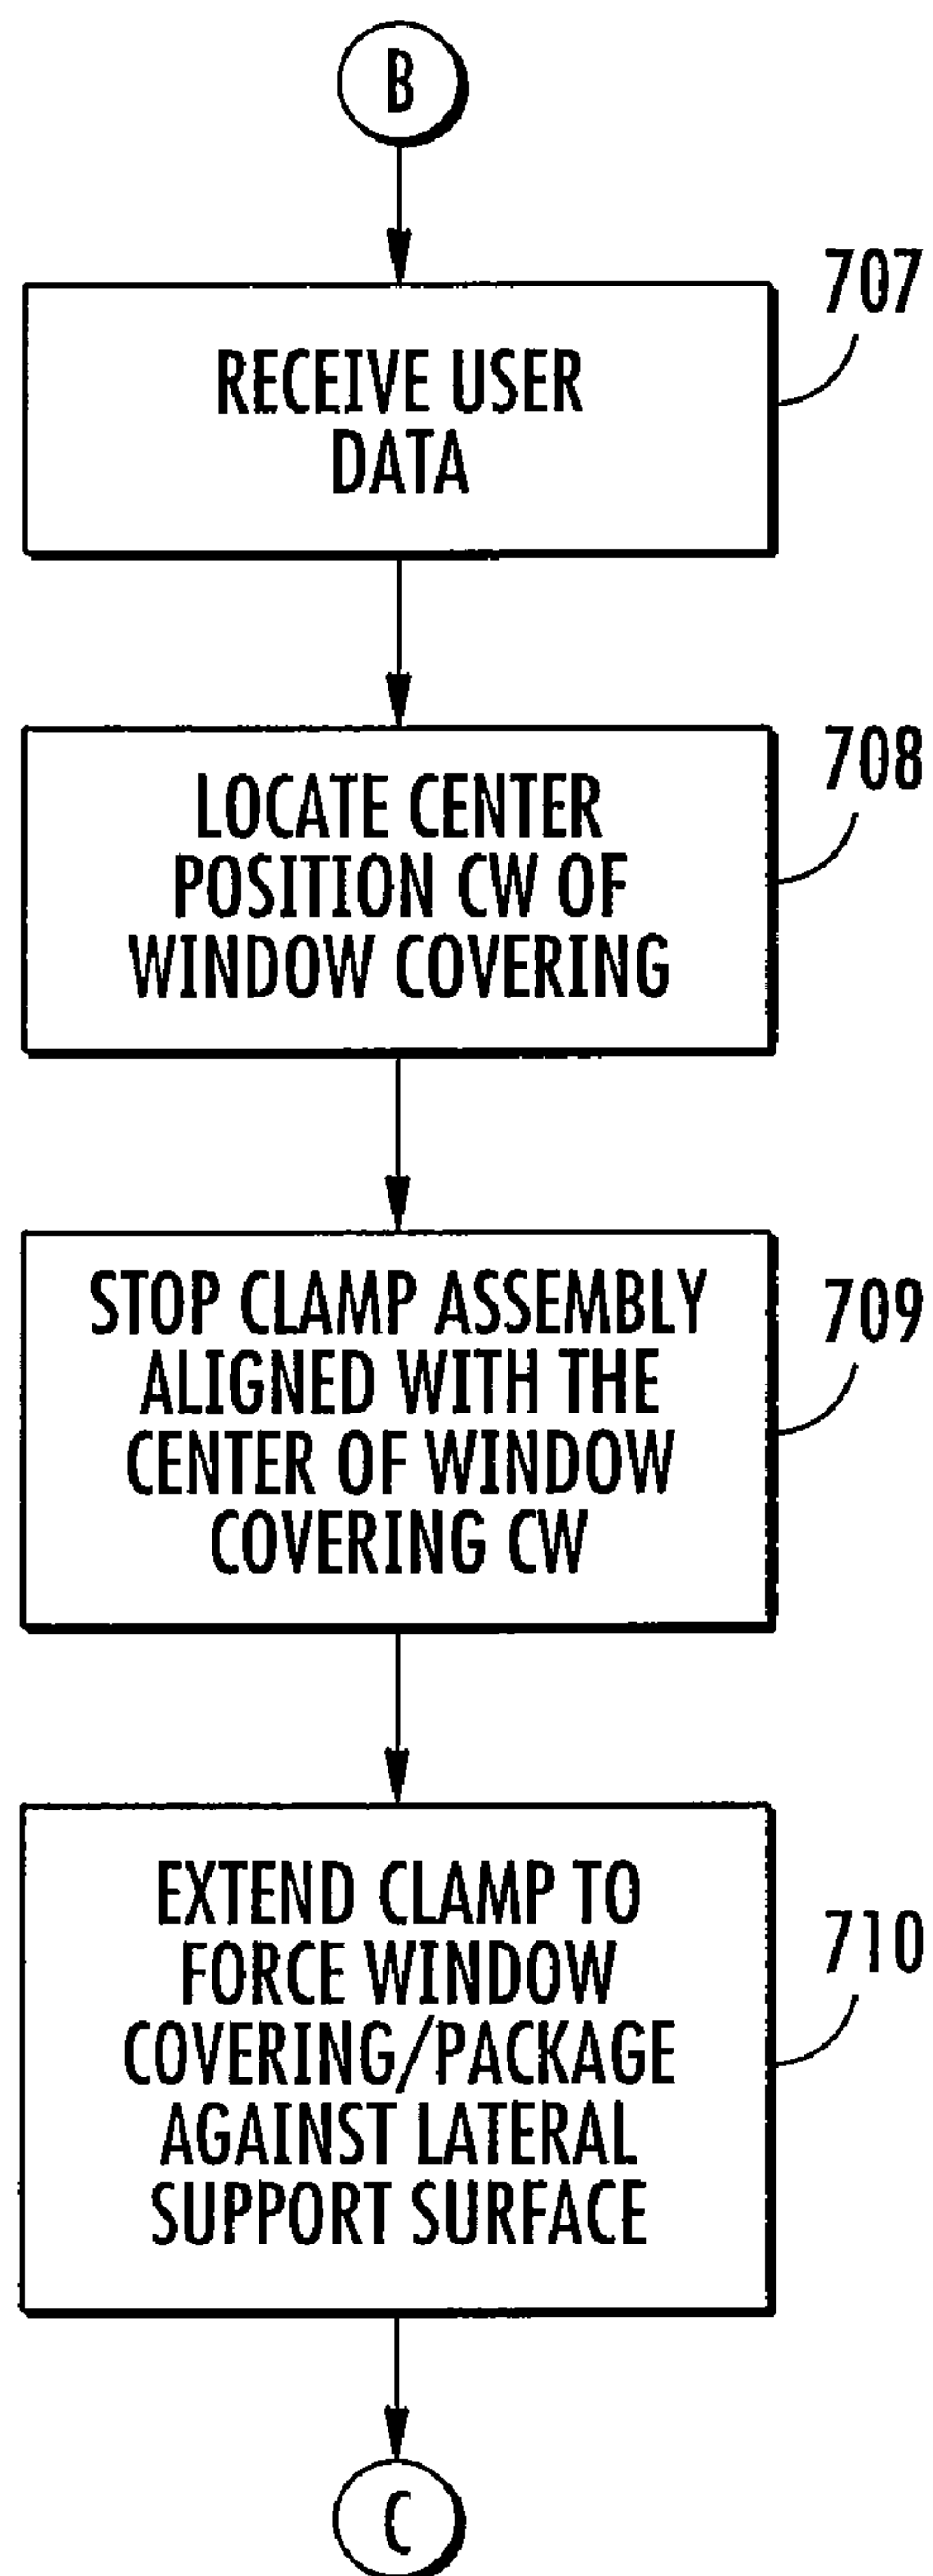 B
707
RECEIVE USER
DATA
708
LOCATE CENTER
POSITION CW OF
WINDOW COVERING
709
STOP CLAMP ASSEMBLY
ALIGNED WITH THE
CENTER OF WINDOW
COVERING CW
710
EXTEND CLAMP TO
FORCE WINDOW
COVERING/PACKAGE
AGAINST LATERAL
SUPPORT SURFACE
C